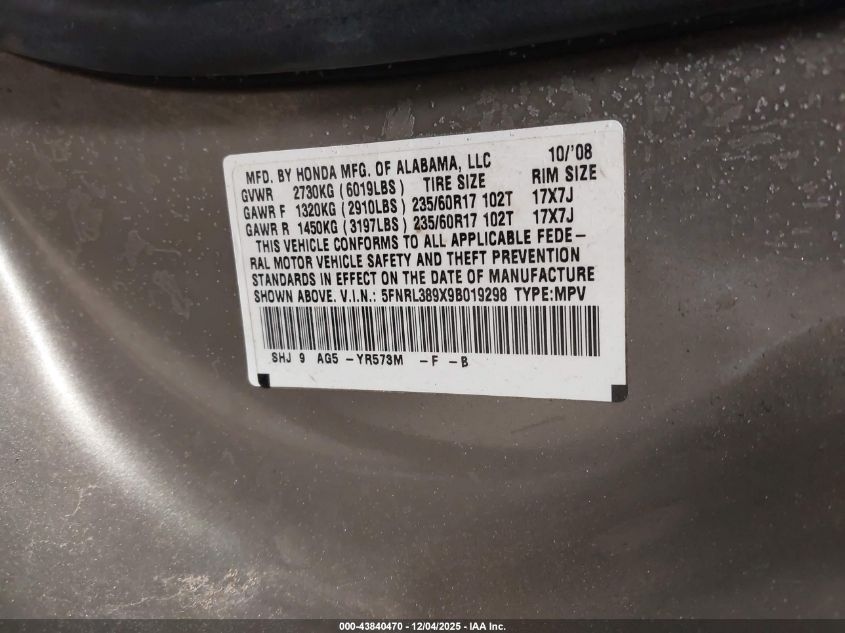 MFD. BY HONDA MFG. OF ALABAMA, LLC 10/'08
GVWR 2730KG (6019LBS) TIRE SIZE RIM SIZE
GAWR F 1320KG (2910LBS) 235/60R17 102T 17X7J
GAWR R 1450KG (3197LBS) 235/60R17 102T 17X7J
THIS VEHICLE CONFORMS TO ALL APPLICABLE FEDE-
RAL MOTOR VEHICLE SAFETY AND THEFT PREVENTION
STANDARDS IN EFFECT ON THE DATE OF MANUFACTURE
SHOWN ABOVE. V.I.N.: 5FNRL389X9B019298 TYPE:MPV
SHJ 9 AG5 -YR573M -F -B
000-43840470 - 12/04/2025 - IAA Inc.